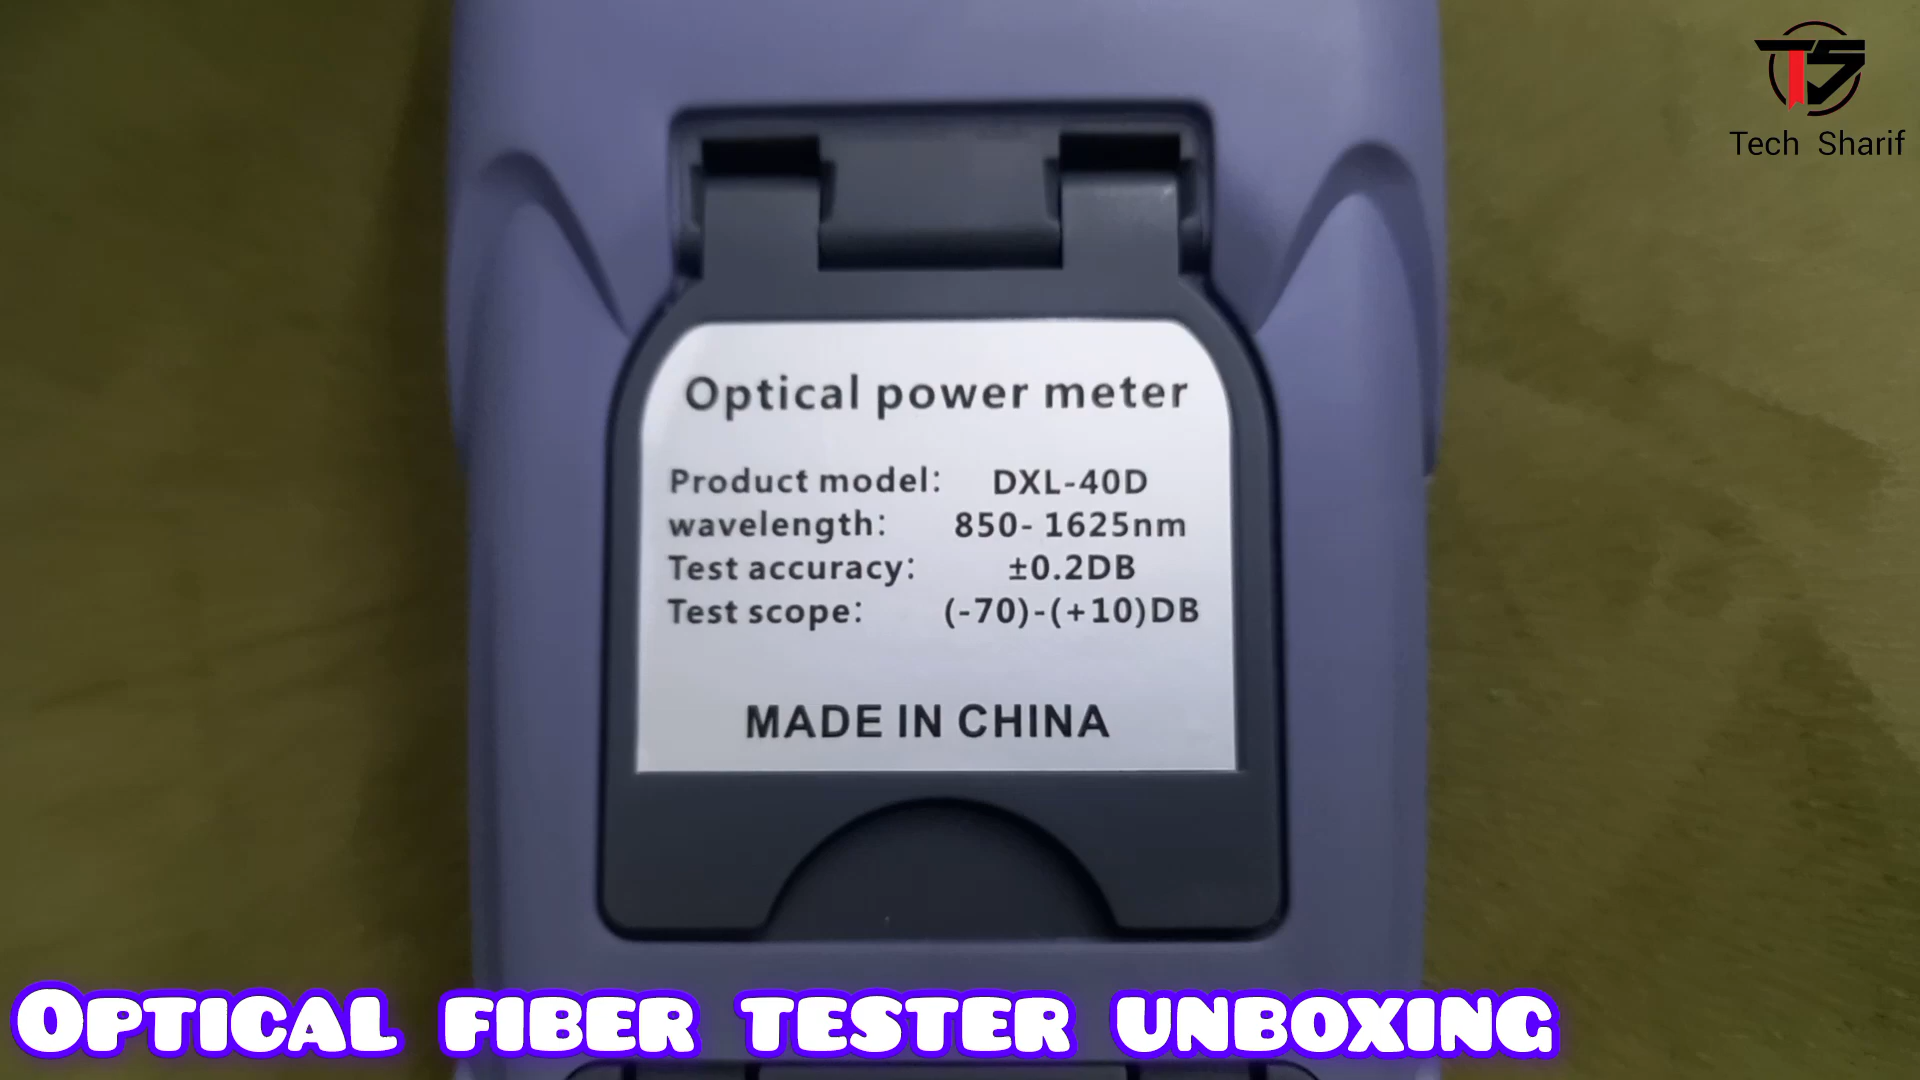 TS
Tech Sharif
Optical power meter
Product model: DXL-40D
wavelength: 850- 1625nm
Test accuracy: ±0.2DB
Test scope: (-70)-(+10)DB
MADE IN CHINA
OPTICAL FIBER TESTER UNBOXING